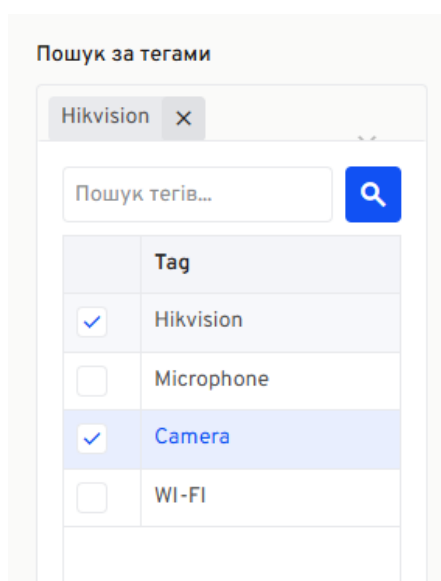 Пошук за тегами
Hikvision ×
Пошук тегів...
Tag
Hikvision
Microphone
Camera
WI-FI